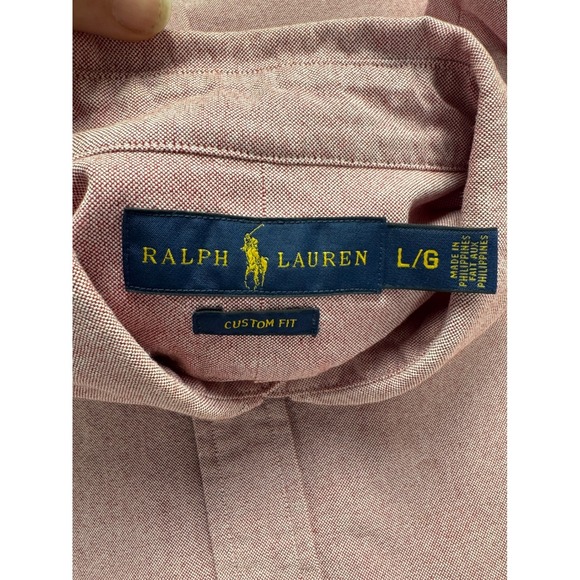 RALPH LAUREN
L/G
MADE IN
PHILIPPINES
FAIT AUX
PHILIPPINES
CUSTOM FIT